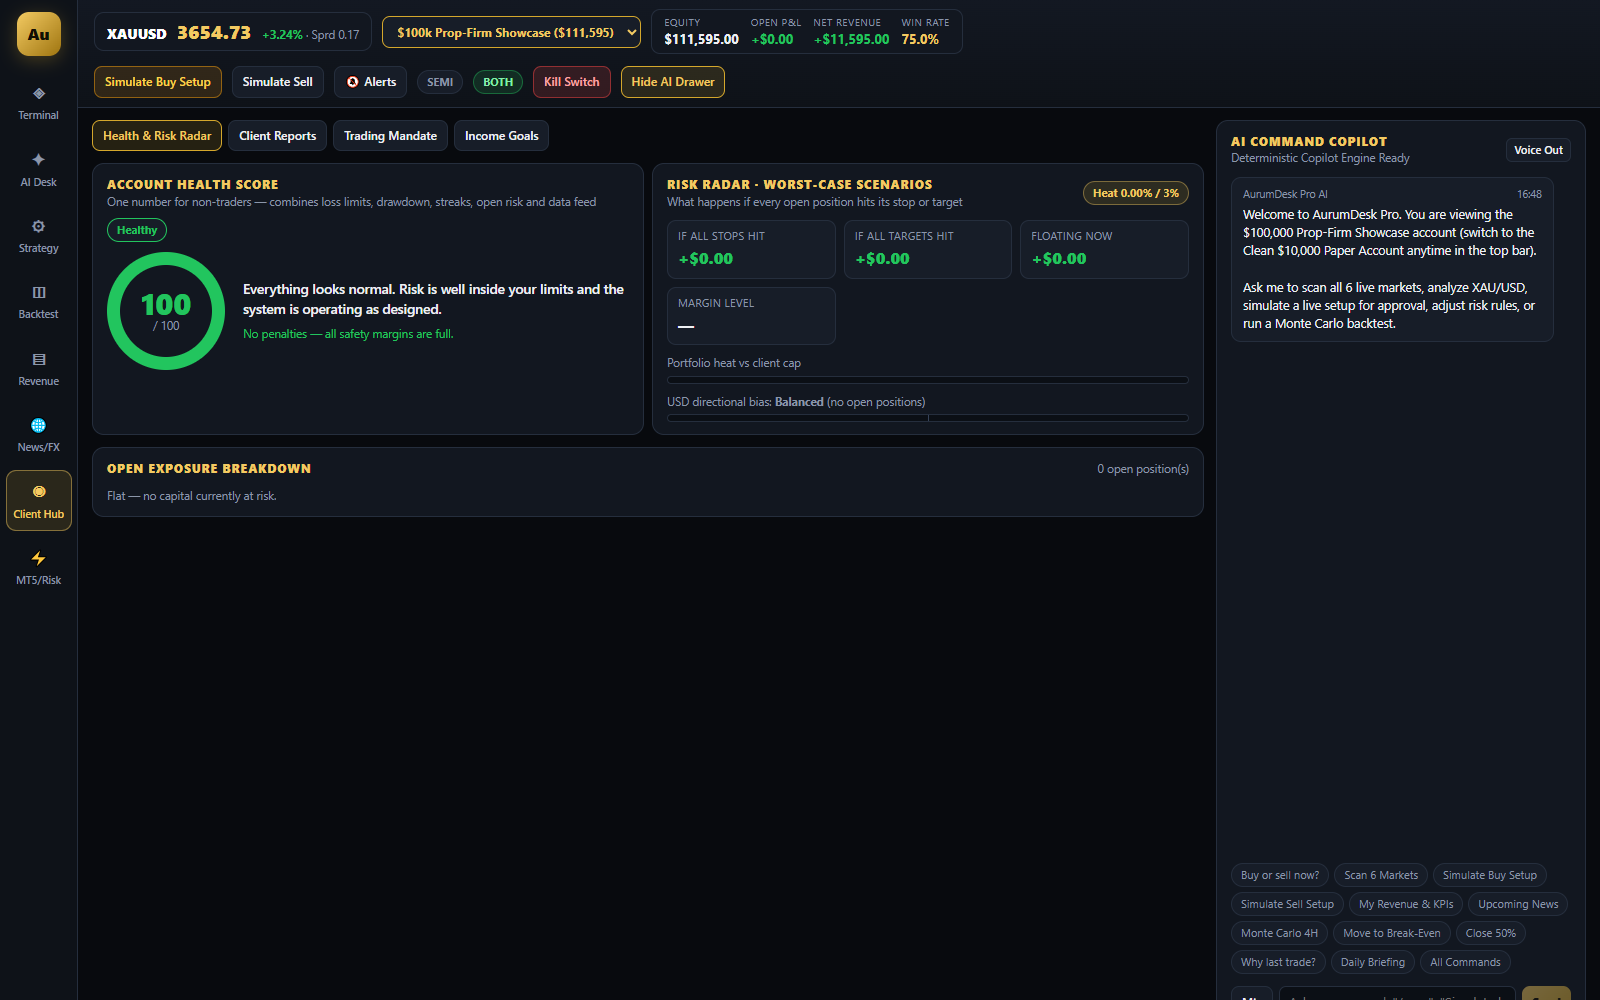 Au
Terminal
AI Desk
Strategy
Backtest
Revenue
News/FX
Client Hub
MT5/Risk
XAUUSD 3654.73 +3.24% · Sprd 0.17
$100k Prop-Firm Showcase ($111,595)
EQUITY OPEN P&L NET REVENUE WIN RATE
$111,595.00 +$0.00 +$11,595.00 75.0%
Simulate Buy Setup Simulate Sell Alerts SEMI BOTH Kill Switch Hide AI Drawer
Health & Risk Radar Client Reports Trading Mandate Income Goals
ACCOUNT HEALTH SCORE
One number for non-traders — combines loss limits, drawdown, streaks, open risk and data feed
Healthy
100
/ 100
Everything looks normal. Risk is well inside your limits and the
system is operating as designed.
No penalties — all safety margins are full.
RISK RADAR · WORST-CASE SCENARIOS
What happens if every open position hits its stop or target
Heat 0.00% / 3%
IF ALL STOPS HIT
+$0.00
IF ALL TARGETS HIT
+$0.00
FLOATING NOW
+$0.00
MARGIN LEVEL
—
Portfolio heat vs client cap
USD directional bias: Balanced (no open positions)
OPEN EXPOSURE BREAKDOWN
0 open position(s)
Flat — no capital currently at risk.
AI COMMAND COPILOT
Deterministic Copilot Engine Ready
Voice Out
AurumDesk Pro AI 16:48
Welcome to AurumDesk Pro. You are viewing the
$100,000 Prop-Firm Showcase account (switch to the
Clean $10,000 Paper Account anytime in the top bar).
Ask me to scan all 6 live markets, analyze XAU/USD,
simulate a live setup for approval, adjust risk rules, or
run a Monte Carlo backtest.
Buy or sell now? Scan 6 Markets Simulate Buy Setup
Simulate Sell Setup My Revenue & KPIs Upcoming News
Monte Carlo 4H Move to Break-Even Close 50%
Why last trade? Daily Briefing All Commands